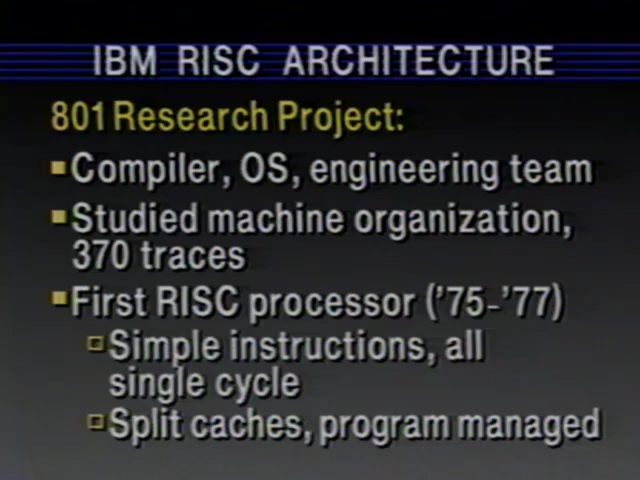 IBM RISC ARCHITECTURE
801 Research Project:
Compiler, OS, engineering team
Studied machine organization,
370 traces
First RISC processor ('75-'77)
Simple instructions, all
single cycle
Split caches, program managed